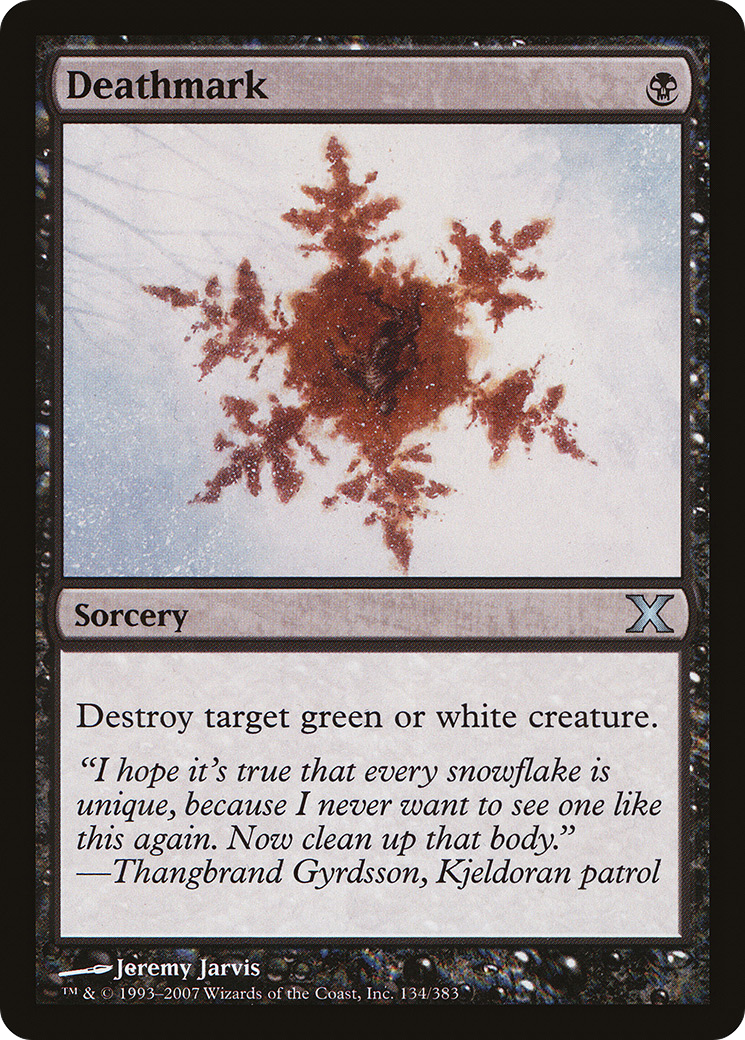 Deathmark
Sorcery
Destroy target green or white creature.
“I hope it’s true that every snowflake is
unique, because I never want to see one like
this again. Now clean up that body.”
—Thangbrand Gyrdsson, Kjeldoran patrol
Jeremy Jarvis
™ & © 1993–2007 Wizards of the Coast, Inc. 134/383